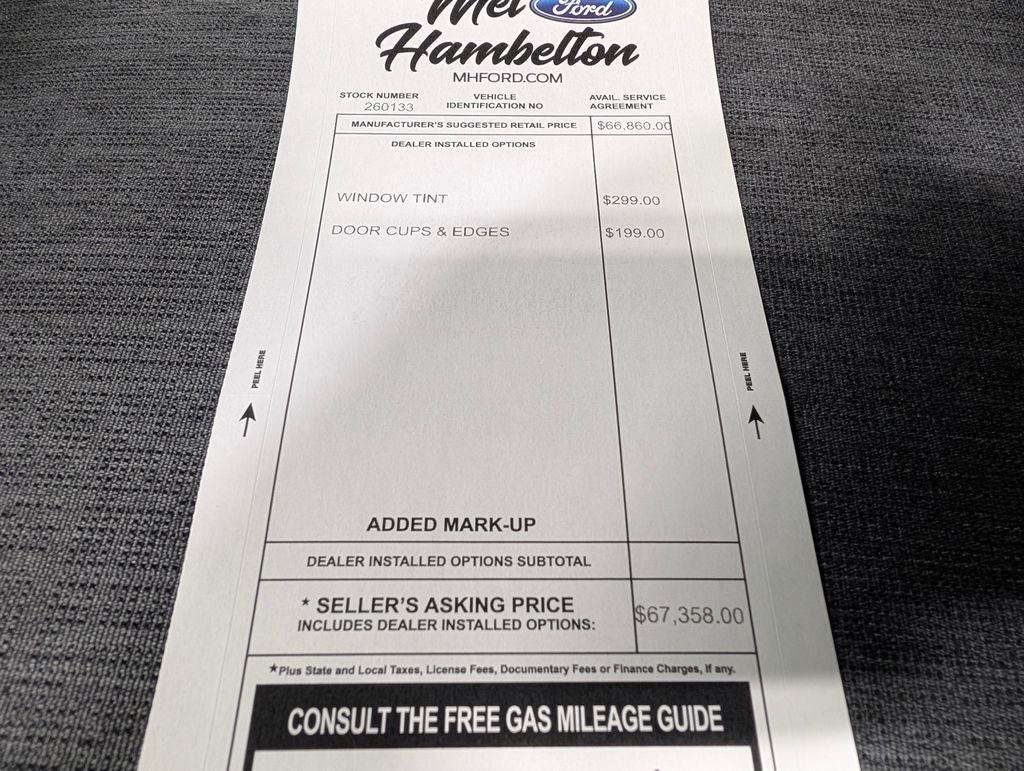 Mel Ford
Hambelton
MHFORD.COM
STOCK NUMBER VEHICLE AVAIL. SERVICE
260133 IDENTIFICATION NO AGREEMENT
MANUFACTURER'S SUGGESTED RETAIL PRICE $66,860.00
DEALER INSTALLED OPTIONS
WINDOW TINT $299.00
DOOR CUPS & EDGES $199.00
PEEL HERE PEEL HERE
ADDED MARK-UP
DEALER INSTALLED OPTIONS SUBTOTAL
* SELLER'S ASKING PRICE
INCLUDES DEALER INSTALLED OPTIONS: $67,358.00
*Plus State and Local Taxes, License Fees, Documentary Fees or Finance Charges, If any.
CONSULT THE FREE GAS MILEAGE GUIDE